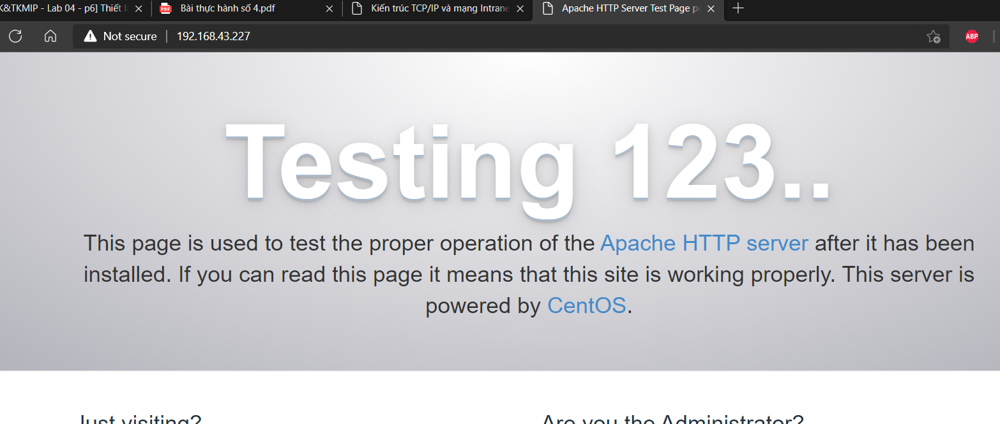 K&TKMIP - Lab 04 - p6] Thiết
Bài thực hành số 4.pdf
Kiến trúc TCP/IP và mạng Intrane
Apache HTTP Server Test Page p
Not secure
192.168.43.227
ABP
Testing 123..
This page is used to test the proper operation of the Apache HTTP server after it has been
installed. If you can read this page it means that this site is working properly. This server is
powered by CentOS.
Just visiting?
Are you the Administrator?